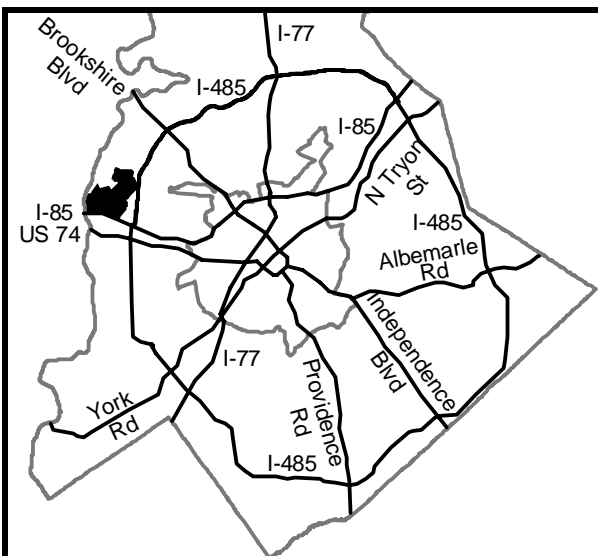 I-77
Brookshire
Blvd
I-485
I-85
N Tryon
St
I-85
US 74
I-485
Albemarle
Rd
Independence
Blvd
I-77
Providence
Rd
York
Rd
I-485